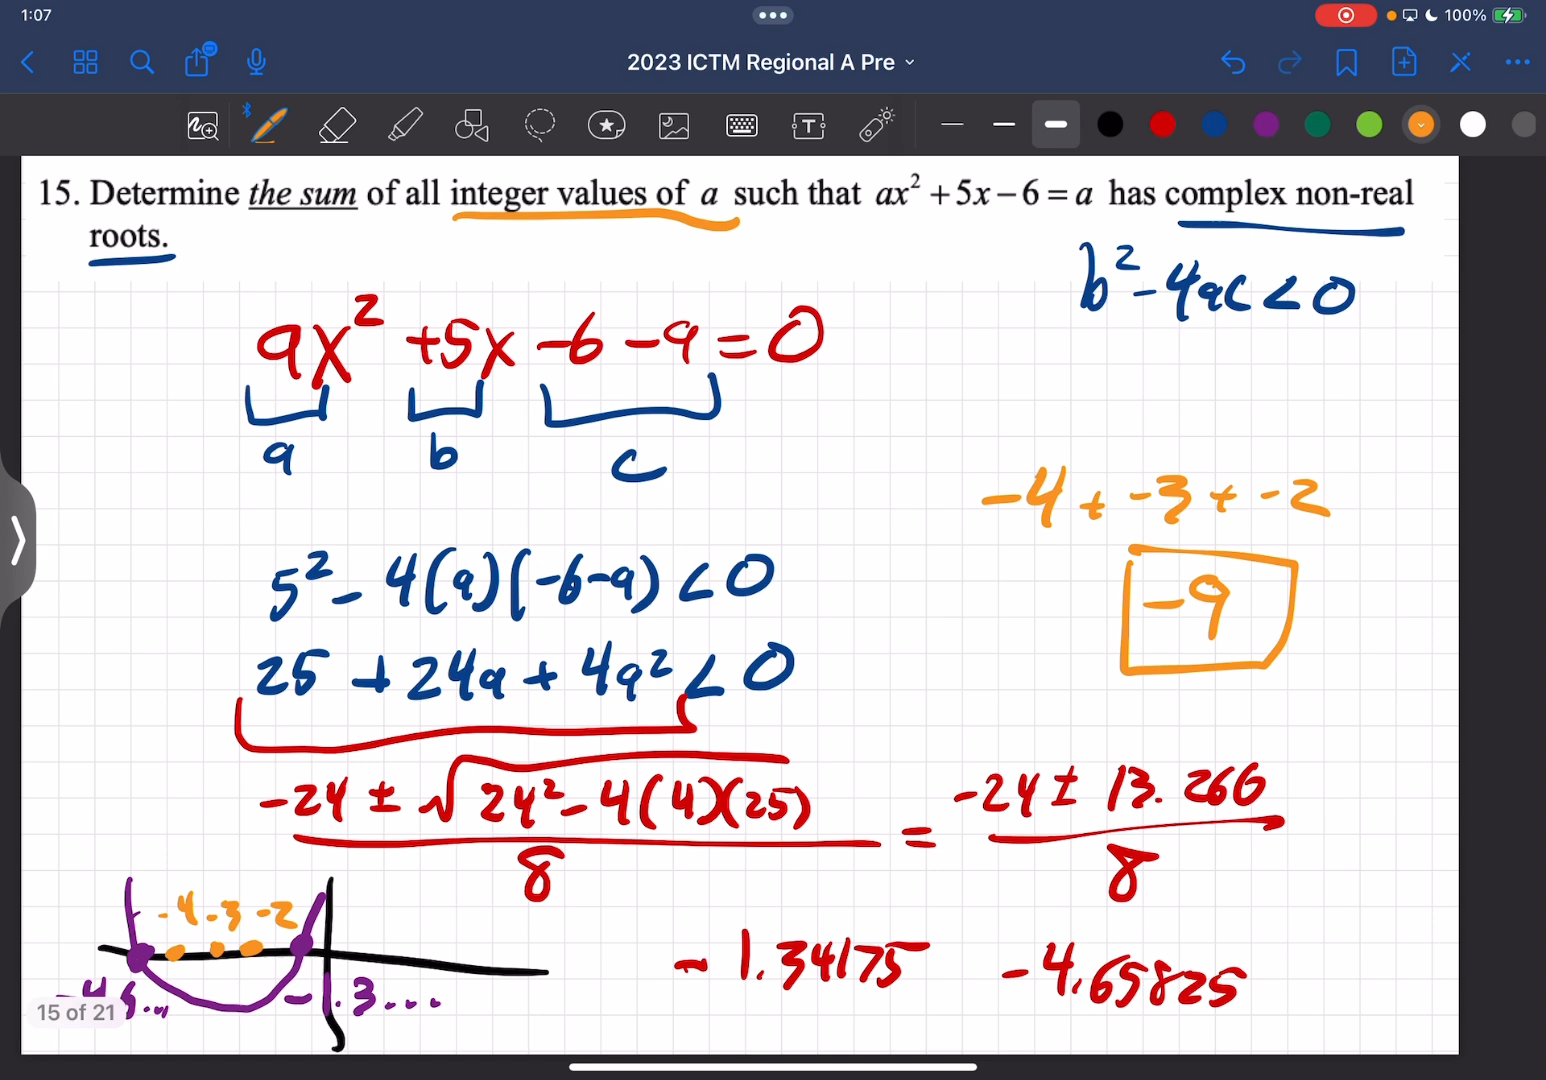 1:07
100%
2023 ICTM Regional A Pre
15. Determine the sum of all integer values of a such that ax² + 5x − 6 = a has complex non-real
roots.
b² - 4ac < 0
ax² + 5x - 6 - a = 0
a b c
-4 + -3 + -2
-9
5² - 4(a)(-6-a) < 0
25 + 24a + 4a² < 0
-24 ± √(24² - 4(4)(25)) / 8 = -24 ± 13.266 / 8
-4 -3 -2
-1.34175 -4.65825
-1.3...
15 of 21